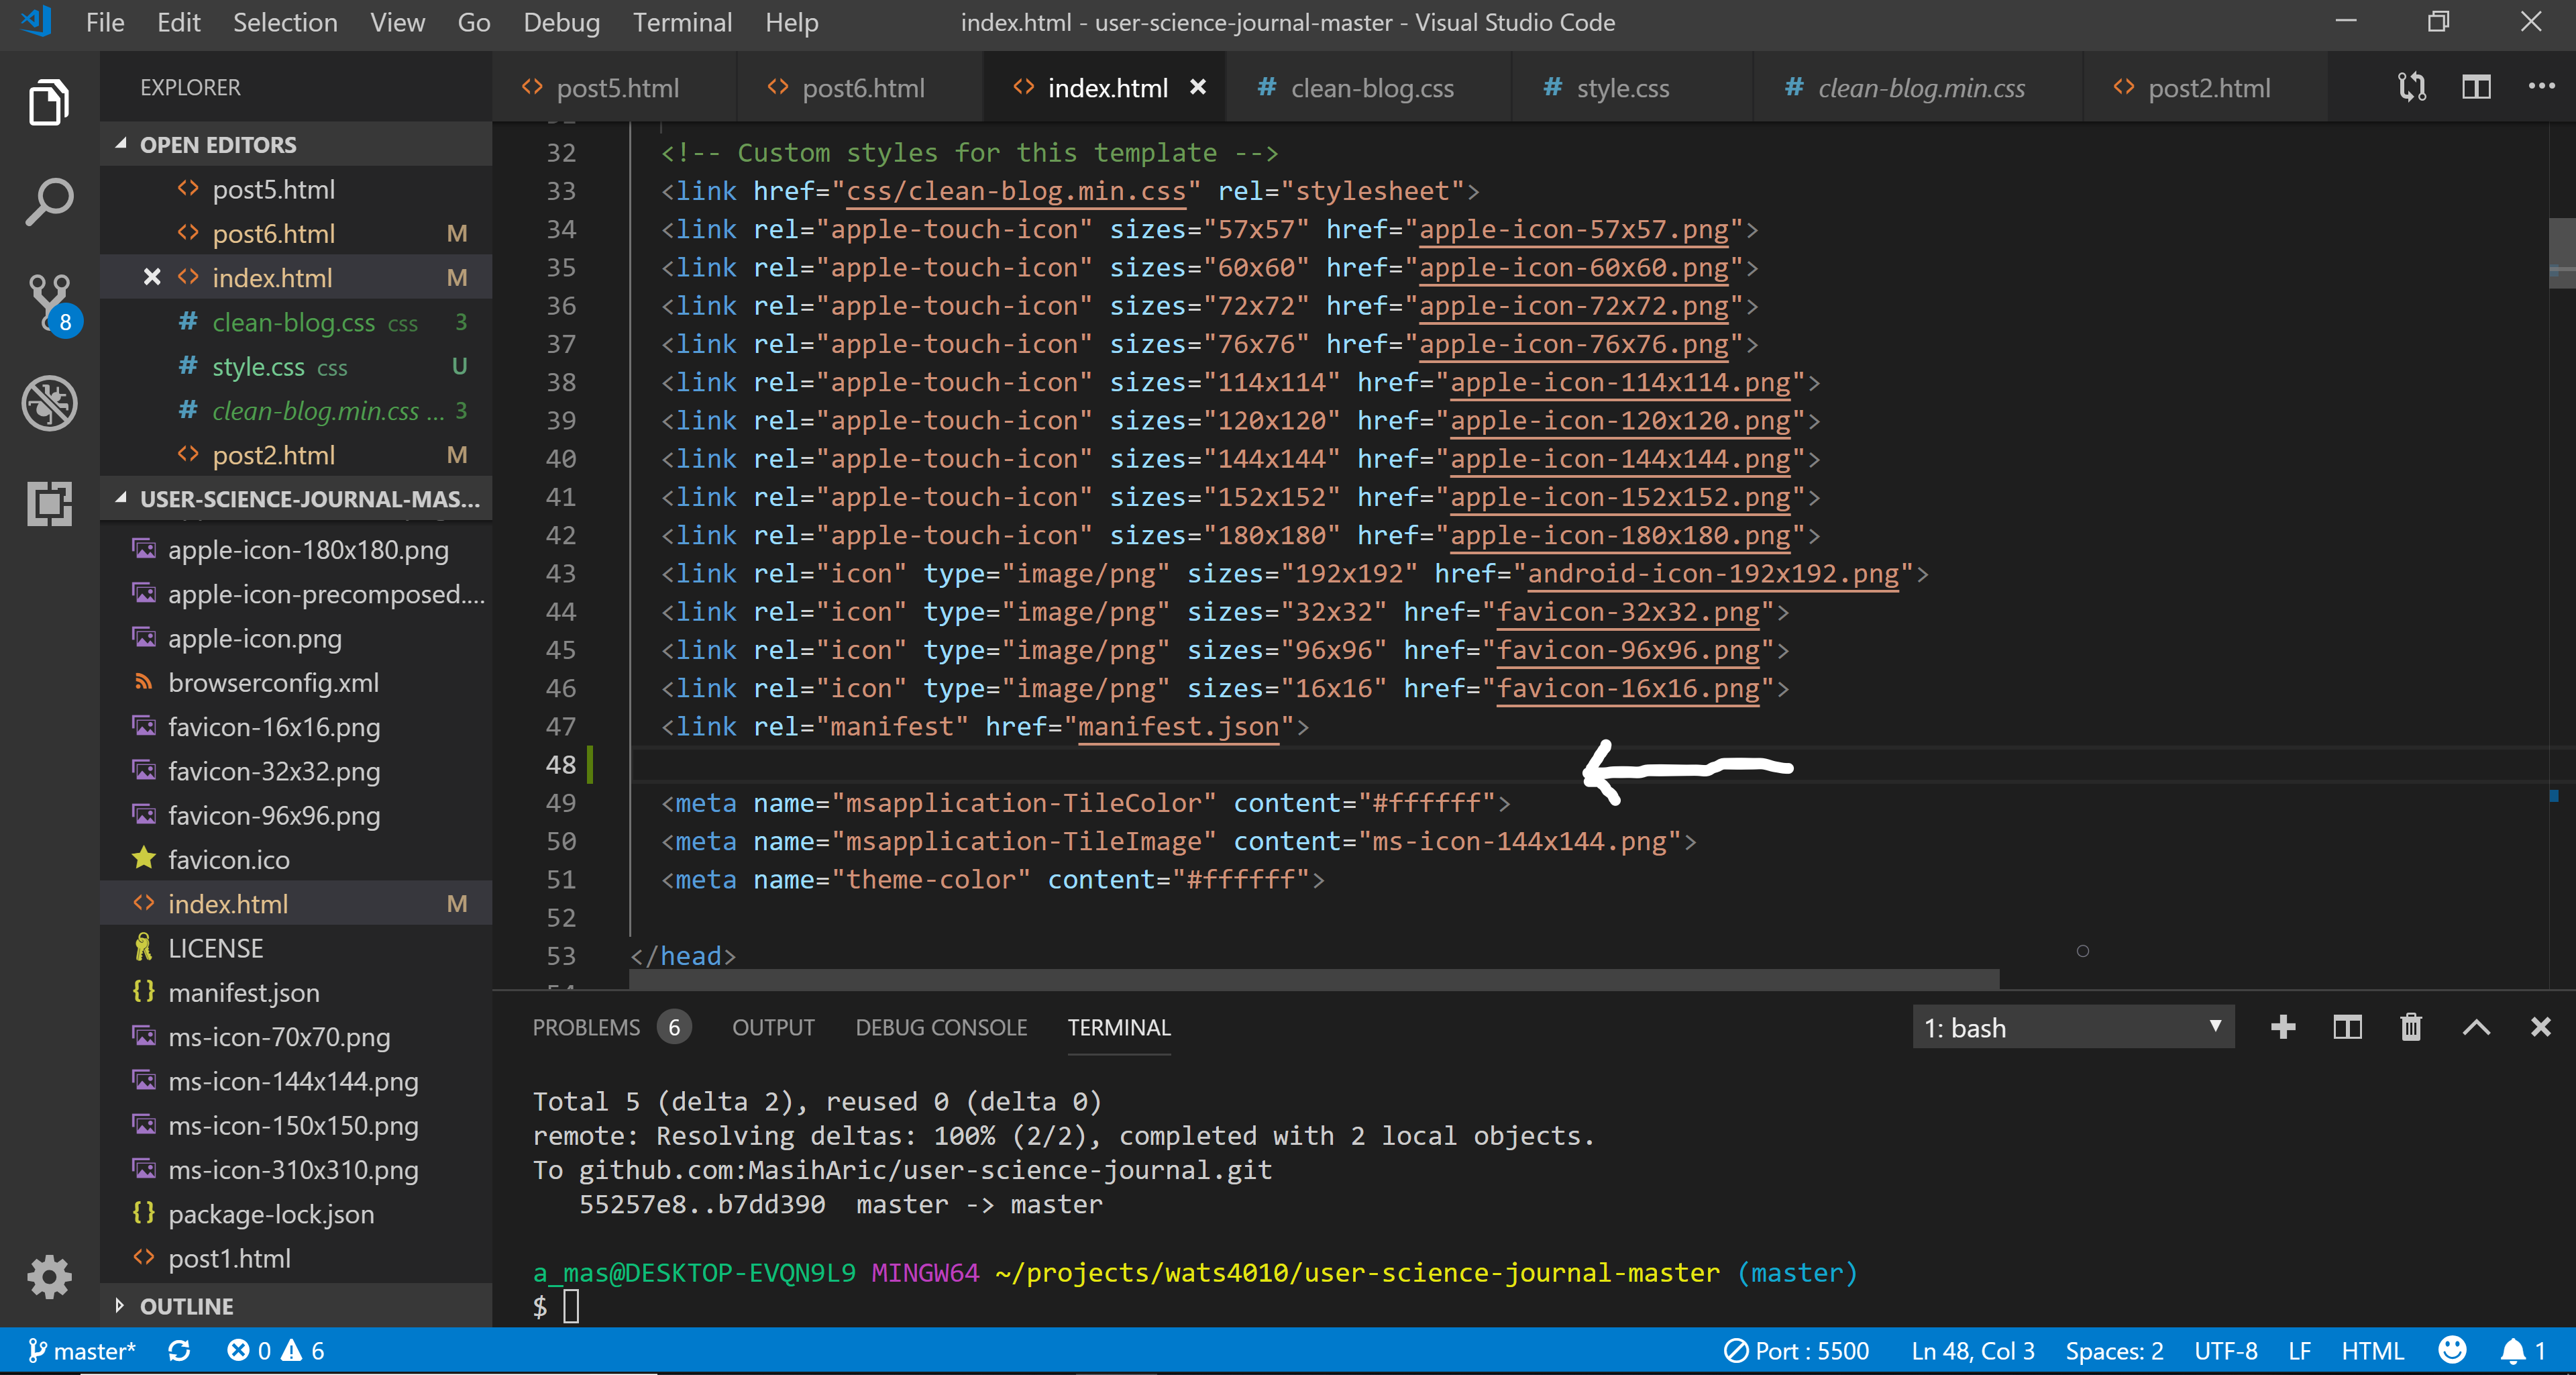 File Edit Selection View Go Debug Terminal Help index.html - user-science-journal-master - Visual Studio Code
EXPLORER
OPEN EDITORS
post5.html
post6.html M
index.html M
clean-blog.css css 3
style.css css U
clean-blog.min.css ... 3
post2.html M
USER-SCIENCE-JOURNAL-MAS...
apple-icon-180x180.png
apple-icon-precomposed....
apple-icon.png
browserconfig.xml
favicon-16x16.png
favicon-32x32.png
favicon-96x96.png
favicon.ico
index.html M
LICENSE
manifest.json
ms-icon-70x70.png
ms-icon-144x144.png
ms-icon-150x150.png
ms-icon-310x310.png
package-lock.json
post1.html
OUTLINE
8
post5.html post6.html index.html clean-blog.css style.css clean-blog.min.css post2.html
32 <!-- Custom styles for this template -->
33 <link href="css/clean-blog.min.css" rel="stylesheet">
34 <link rel="apple-touch-icon" sizes="57x57" href="apple-icon-57x57.png">
35 <link rel="apple-touch-icon" sizes="60x60" href="apple-icon-60x60.png">
36 <link rel="apple-touch-icon" sizes="72x72" href="apple-icon-72x72.png">
37 <link rel="apple-touch-icon" sizes="76x76" href="apple-icon-76x76.png">
38 <link rel="apple-touch-icon" sizes="114x114" href="apple-icon-114x114.png">
39 <link rel="apple-touch-icon" sizes="120x120" href="apple-icon-120x120.png">
40 <link rel="apple-touch-icon" sizes="144x144" href="apple-icon-144x144.png">
41 <link rel="apple-touch-icon" sizes="152x152" href="apple-icon-152x152.png">
42 <link rel="apple-touch-icon" sizes="180x180" href="apple-icon-180x180.png">
43 <link rel="icon" type="image/png" sizes="192x192" href="android-icon-192x192.png">
44 <link rel="icon" type="image/png" sizes="32x32" href="favicon-32x32.png">
45 <link rel="icon" type="image/png" sizes="96x96" href="favicon-96x96.png">
46 <link rel="icon" type="image/png" sizes="16x16" href="favicon-16x16.png">
47 <link rel="manifest" href="manifest.json">
48
49 <meta name="msapplication-TileColor" content="#ffffff">
50 <meta name="msapplication-TileImage" content="ms-icon-144x144.png">
51 <meta name="theme-color" content="#ffffff">
52
53 </head>
PROBLEMS 6 OUTPUT DEBUG CONSOLE TERMINAL 1: bash
Total 5 (delta 2), reused 0 (delta 0)
remote: Resolving deltas: 100% (2/2), completed with 2 local objects.
To github.com:MasihAric/user-science-journal.git
55257e8..b7dd390 master -> master
a_mas@DESKTOP-EVQN9L9 MINGW64 ~/projects/wats4010/user-science-journal-master (master)
$
master* 0 6 Port : 5500 Ln 48, Col 3 Spaces: 2 UTF-8 LF HTML 1